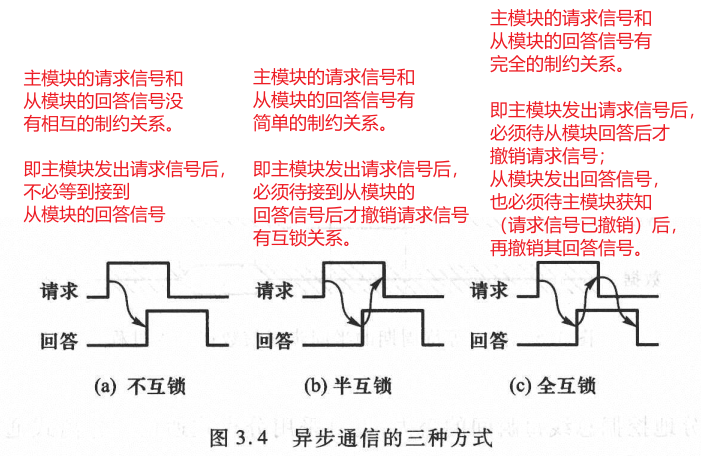 主模块的请求信号和
从模块的回答信号没
有相互的制约关系。
即主模块发出请求信号后，
不必等到接到
从模块的回答信号
主模块的请求信号和
从模块的回答信号有
简单的制约关系。
即主模块发出请求信号后，
必须待接到从模块的
回答信号后才撤销请求信号
有互锁关系。
主模块的请求信号和
从模块的回答信号有
完全的制约关系。
即主模块发出请求信号后，
必须待从模块回答后才
撤销请求信号；
从模块发出回答信号，
也必须待主模块获知
（请求信号已撤销）后，
再撤销其回答信号。
数据
请求
回答
(a) 不互锁
请求
回答
(b) 半互锁
请求
回答
(c) 全互锁
图 3.4 异步通信的三种方式